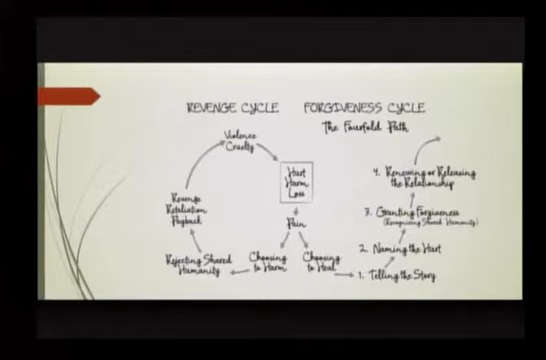 REVENGE CYCLE
FORGIVENESS CYCLE
The Fourfold Path
Violence
Cruelty
Hurt
Harm
Loss
Pain
Choosing
to Harm
Rejecting Shared
Humanity
Revenge
Retaliation
Payback
Choosing
to Heal
1. Telling the Story
2. Naming the Hurt
3. Granting Forgiveness
(Recognizing Shared Humanity)
4. Renewing or Releasing
the Relationship